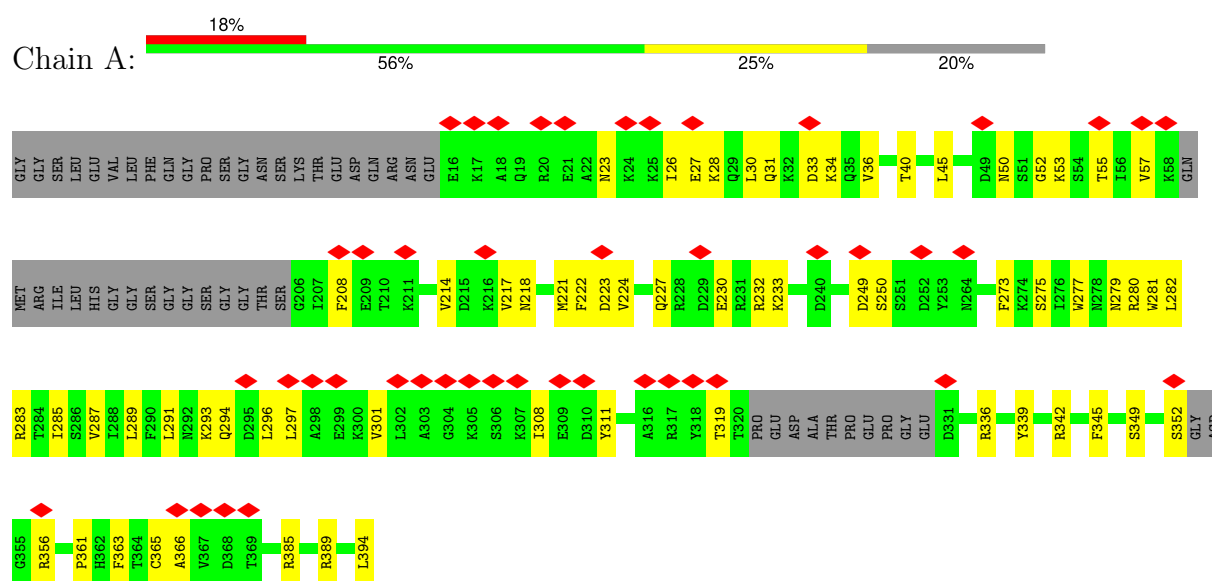 18%
Chain A:
56% 25% 20%
GLY GLY SER LEU GLU VAL LEU PHE GLN GLY PRO SER GLY ASN SER LYS THR GLU ASP GLN ARG ASN GLU E16 K17 A18 Q19 R20 E21 A22 N23 K24 K25 I26 E27 K28 Q29 L30 Q31 K32 D33 K34 Q35 V36 T40 L45 D49 N50 S51 G52 K53 S54 T55 I56 V57 K58 GLN
MET ARG ILE LEU HIS GLY GLY SER GLY GLY SER GLY GLY THR SER G206 I207 F208 E209 T210 K211 V214 D215 K216 V217 N218 M221 F222 D223 V224 Q227 R228 D229 E230 R231 R232 K233 D240 D249 S250 S251 D252 Y253 N264 F273 K274 S275 I276 W277 N278 N279 R280 W281 L282
R283 T284 I285 S286 V287 I288 L289 F290 L291 N292 K293 Q294 D295 L296 L297 A298 E299 K300 V301 L302 A303 G304 K305 S306 K307 I308 E309 D310 Y311 A316 R317 Y318 T319 T320 PRO GLU ASP ALA THR PRO GLU PRO GLY GLU D331 R336 Y339 R342 F345 S349 S352 GLY
G355 R356 P361 H362 F363 T364 C365 A366 V367 D368 T369 R385 R389 L394